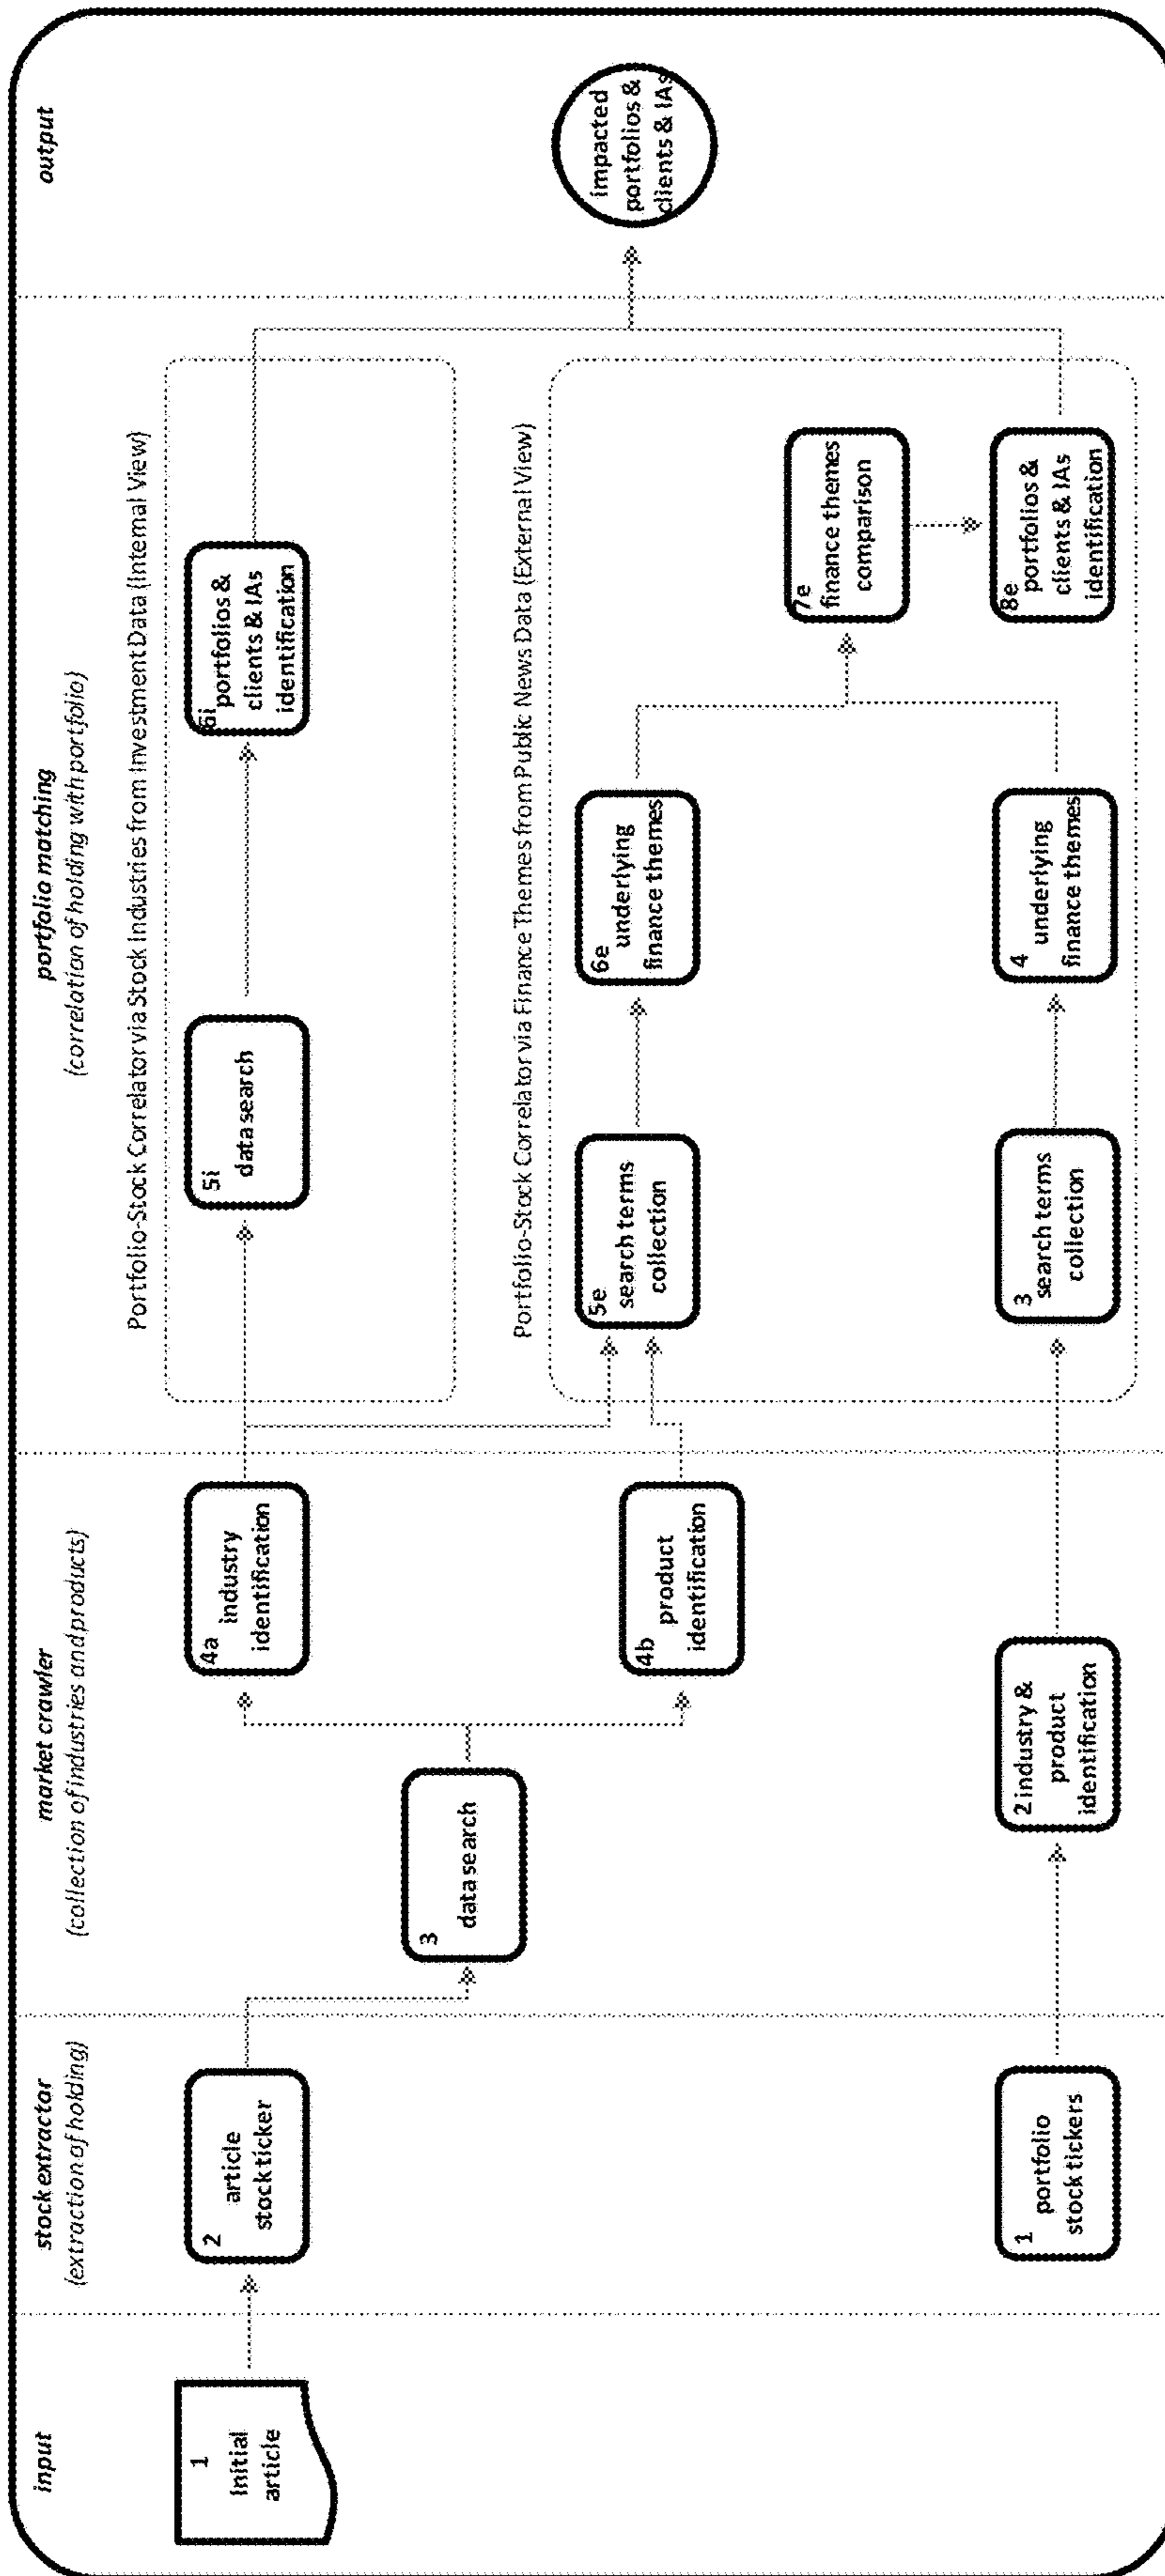 input
stock extractor
(extraction of holding)
market crawler
(collection of industries and products)
portfolio matching
(correlation of holding with portfolio)
output
1
Initial
article
2
article
stock ticker
1
portfolio
stock tickers
3
data search
4a
industry
identification
4b
product
identification
2 industry &
product
identification
Portfolio-Stock Correlator via Stock Industries from Investment Data (Internal View)
5i
data search
6i
portfolios &
clients & IAs
identification
Portfolio-Stock Correlator via Finance Themes from Public News Data (External View)
5e
search terms
collection
6e
underlying
finance themes
3
search terms
collection
4
underlying
finance themes
7e
finance themes
comparison
8e
portfolios &
clients & IAs
identification
impacted
portfolios &
clients & IAs